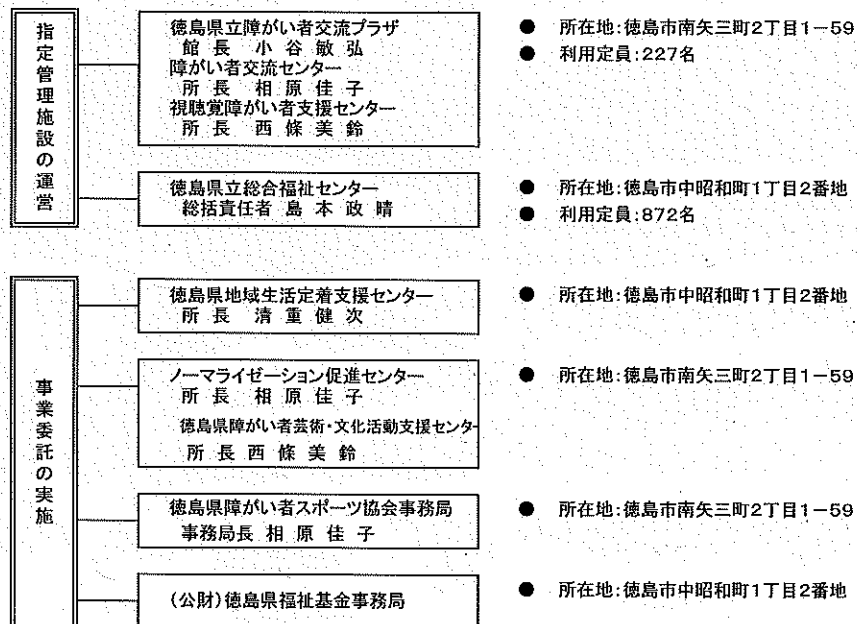 指定管理施設の運営
徳島県立障がい者交流プラザ
館長 小谷敏弘
障がい者交流センター
所長 相原佳子
視聴覚障がい者支援センター
所長 西條美鈴
● 所在地:徳島市南矢三町2丁目1-59
● 利用定員:227名
徳島県立総合福祉センター
総括責任者 島本政晴
● 所在地:徳島市中昭和町1丁目2番地
● 利用定員:872名
事業委託の実施
徳島県地域生活定着支援センター
所長 清重健次
● 所在地:徳島市中昭和町1丁目2番地
ノーマライゼーション促進センター
所長 相原佳子
徳島県障がい者芸術・文化活動支援センタ
所長西條美鈴
● 所在地:徳島市南矢三町2丁目1-59
徳島県障がい者スポーツ協会事務局
事務局長 相原佳子
● 所在地:徳島市南矢三町2丁目1-59
(公財)徳島県福祉基金事務局
● 所在地:徳島市中昭和町1丁目2番地